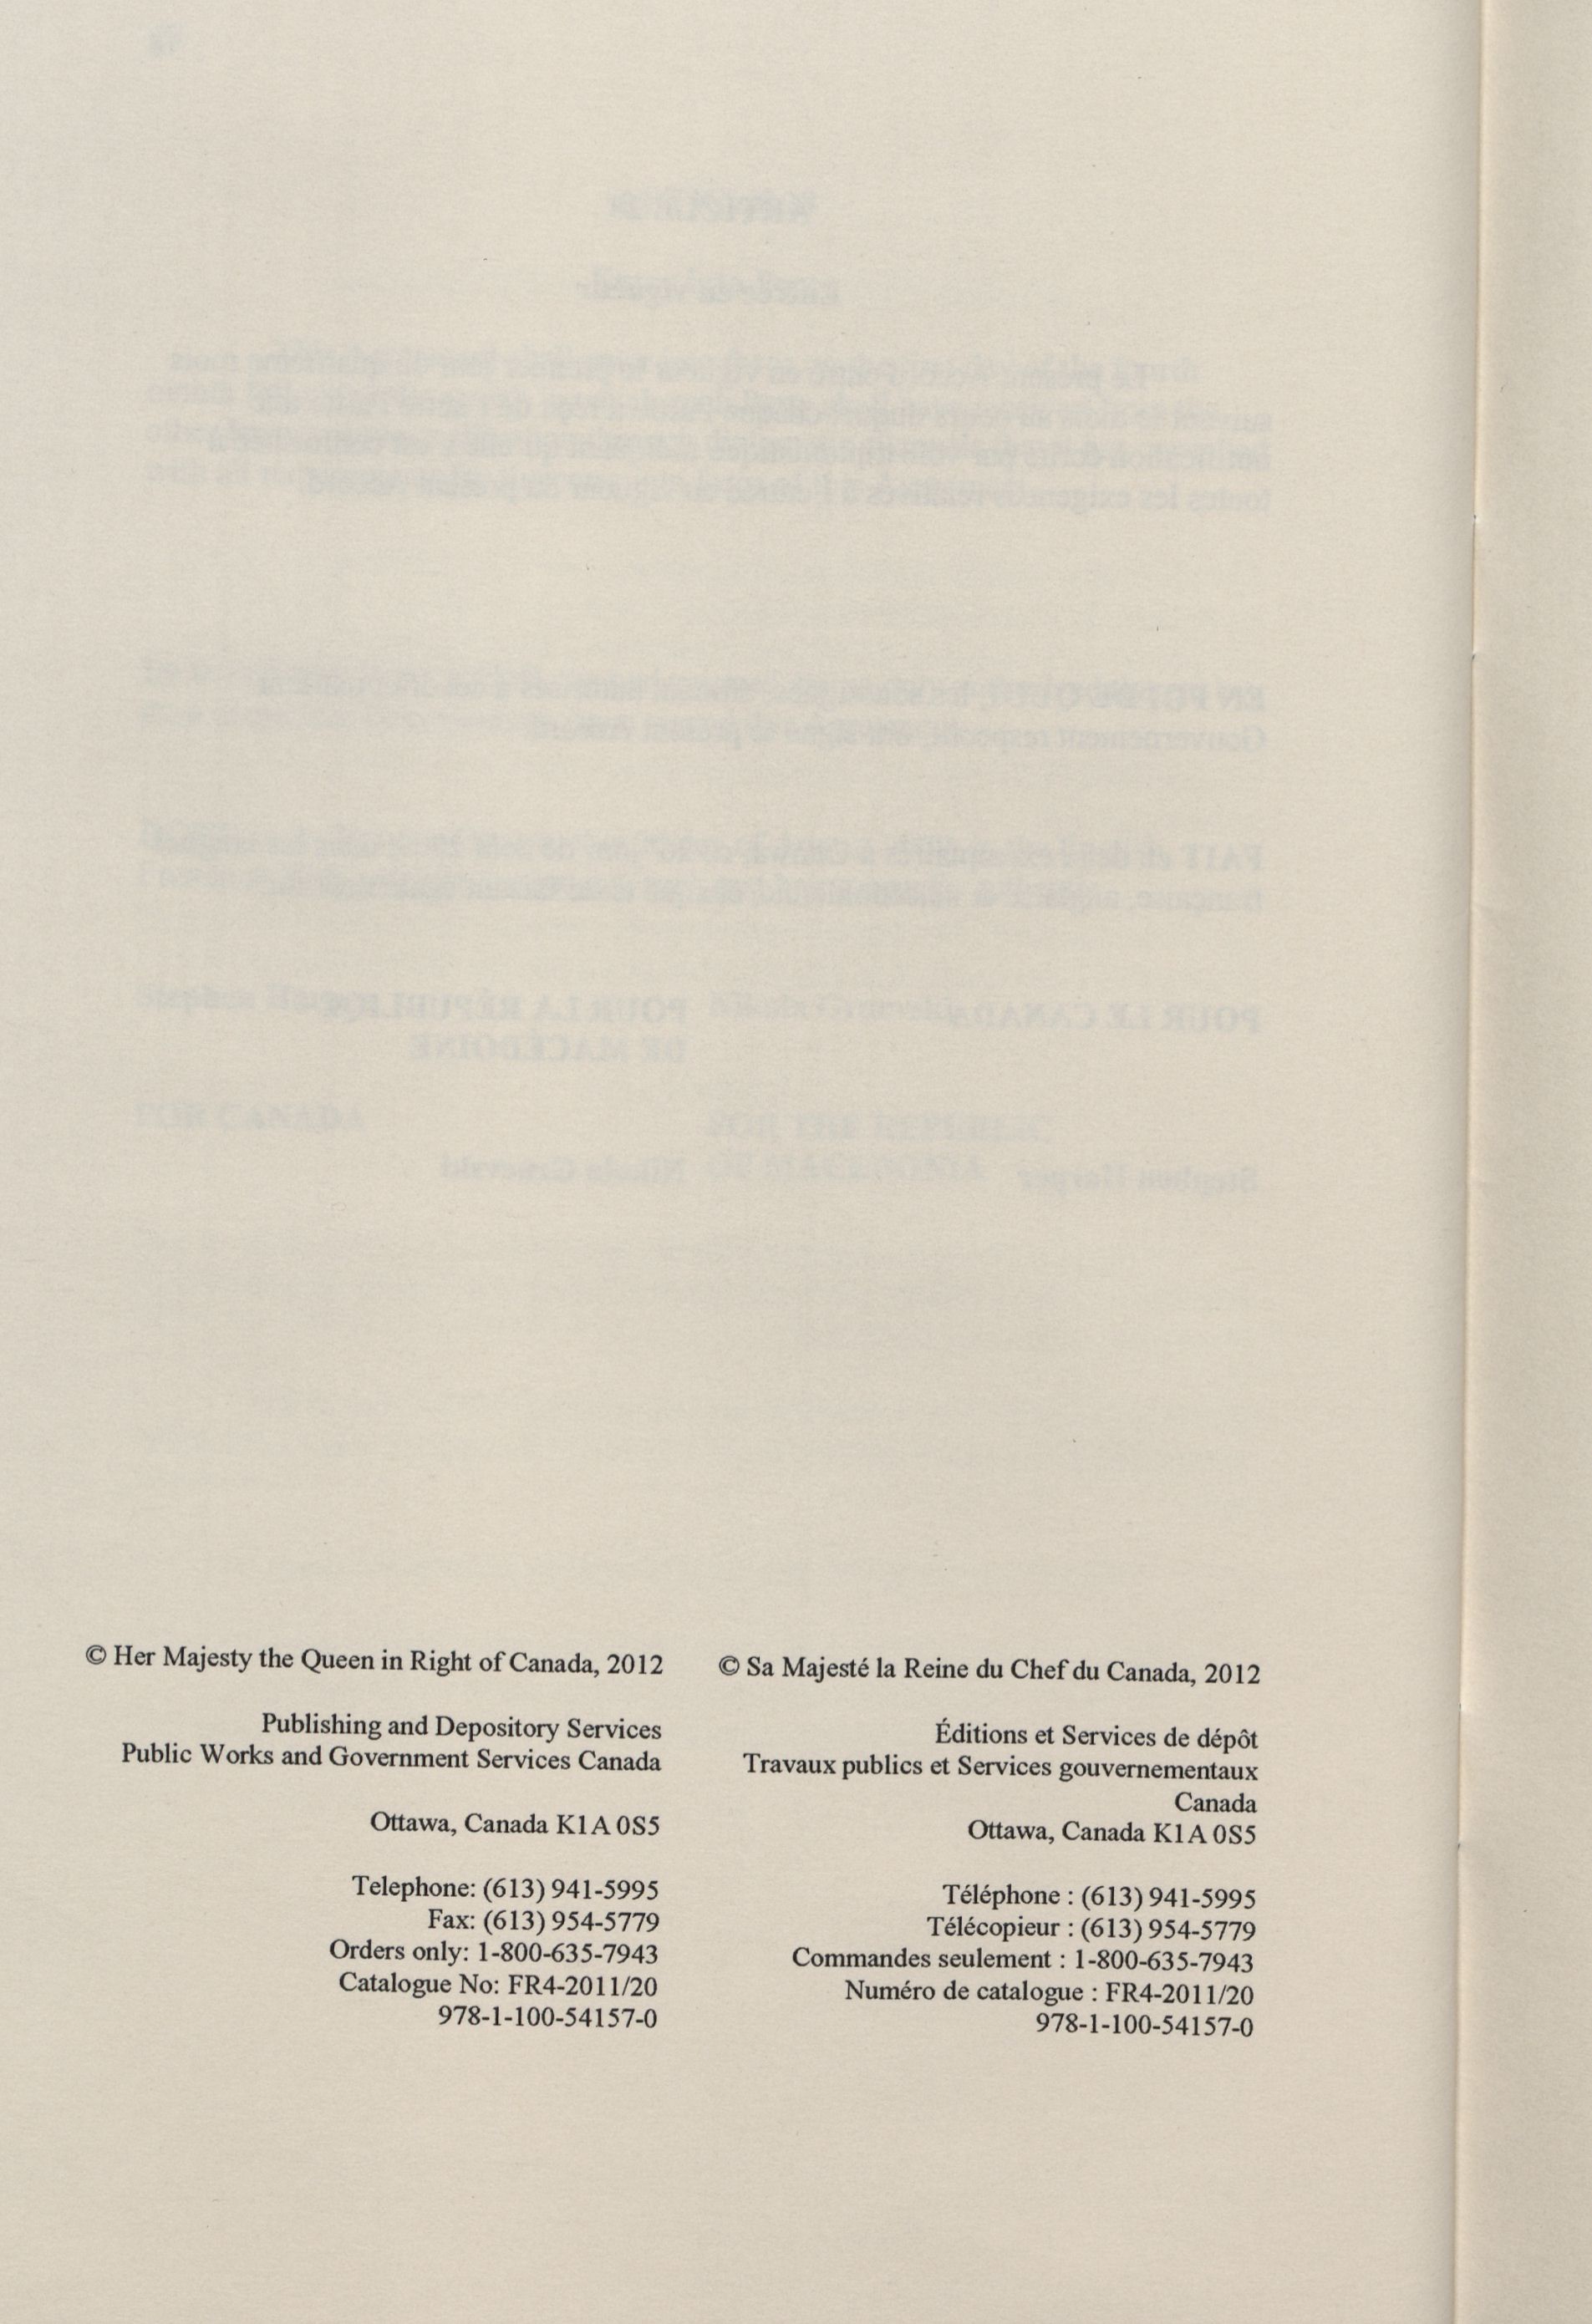 © Her Majesty the Queen in Right of Canada, 2012
Publishing and Depository Services
Public Works and Government Services Canada
Ottawa, Canada K1A 0S5
Telephone: (613) 941-5995
Fax: (613) 954-5779
Orders only: 1-800-635-7943
Catalogue No: FR4-2011/20
978-1-100-54157-0
© Sa Majesté la Reine du Chef du Canada, 2012
Éditions et Services de dépôt
Travaux publics et Services gouvernementaux
Canada
Ottawa, Canada K1A 0S5
Téléphone : (613) 941-5995
Télécopieur : (613) 954-5779
Commandes seulement : 1-800-635-7943
Numéro de catalogue : FR4-2011/20
978-1-100-54157-0